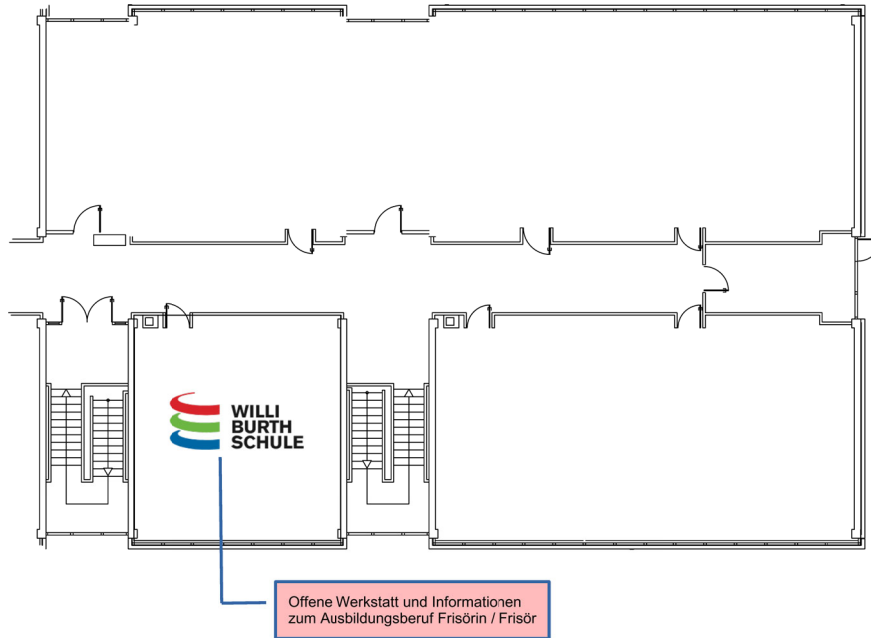 WILLI
BURTH
SCHULE
Offene Werkstatt und Informationen
zum Ausbildungsberuf Frisörin / Frisör